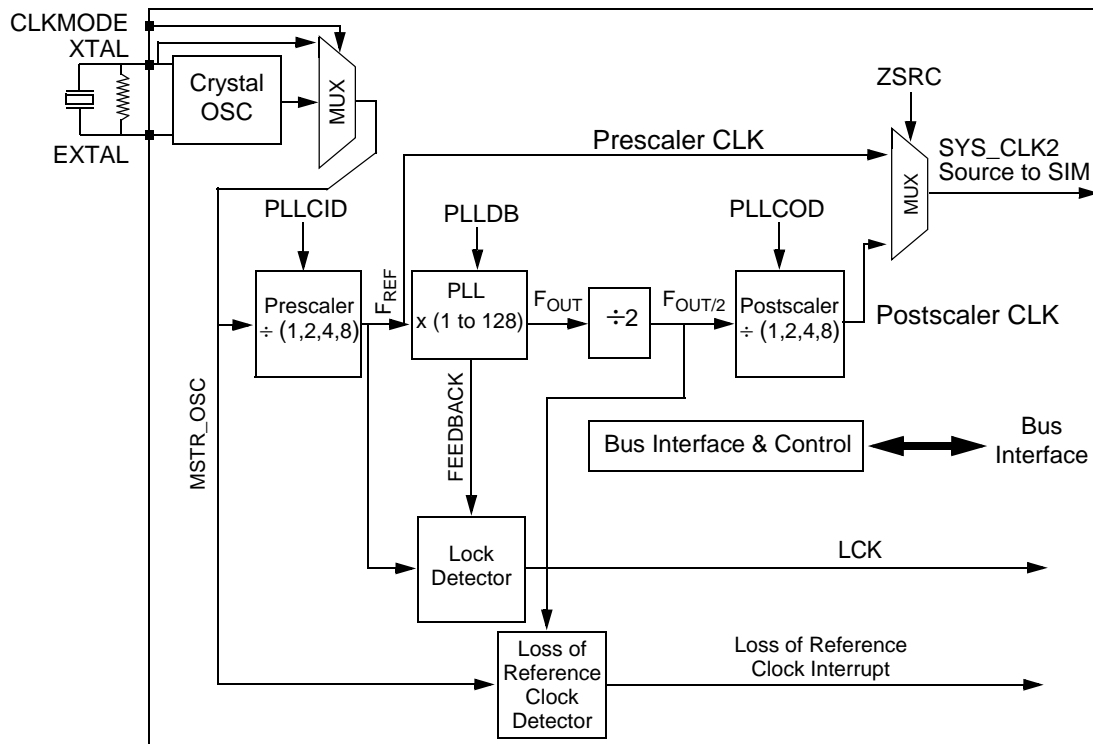 CLKMODE
XTAL
EXTAL
Crystal
OSC
MUX
ZSRC
Prescaler CLK
MUX
SYS_CLK2
Source to SIM
PLLCID
PLLDB
PLLCOD
Prescaler
÷ (1,2,4,8)
FREF
PLL
x (1 to 128)
FOUT
÷2
FOUT/2
Postscaler
÷ (1,2,4,8)
Postscaler CLK
MSTR_OSC
FEEDBACK
Bus Interface & Control
Bus
Interface
Lock
Detector
LCK
Loss of
Reference
Clock
Detector
Loss of Reference
Clock Interrupt